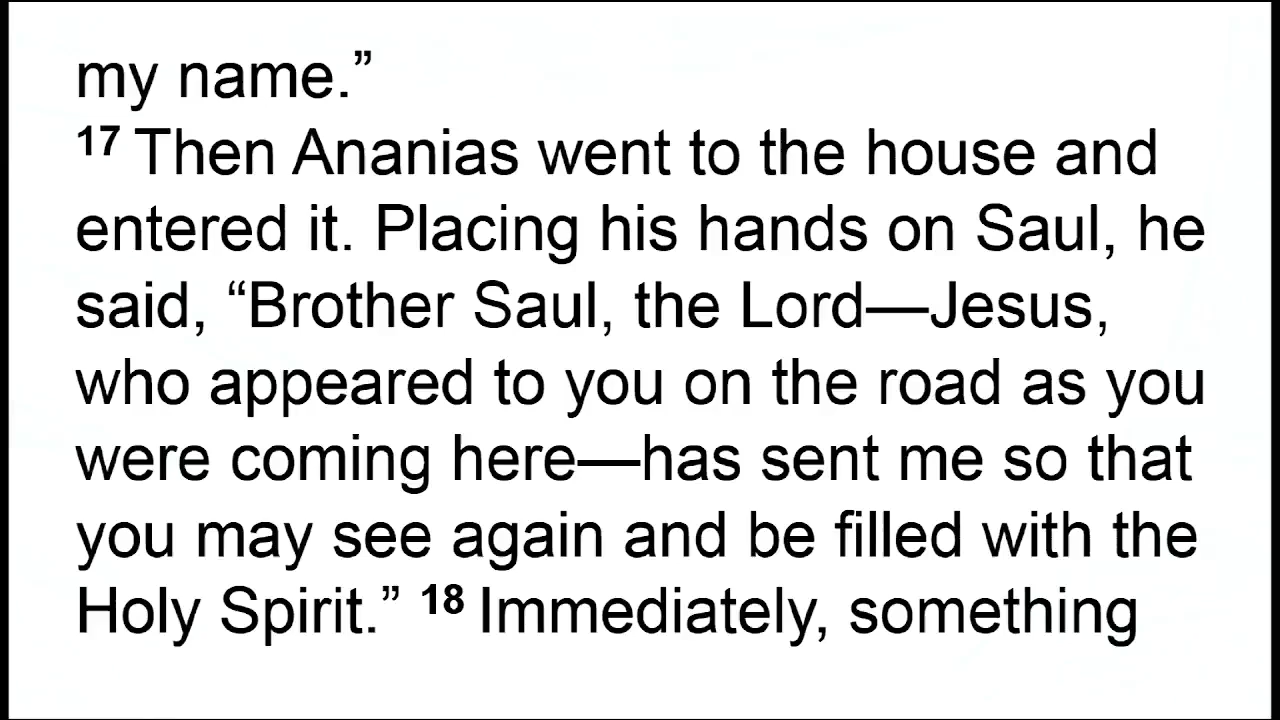 my name.”
17 Then Ananias went to the house and
entered it. Placing his hands on Saul, he
said, “Brother Saul, the Lord—Jesus,
who appeared to you on the road as you
were coming here—has sent me so that
you may see again and be filled with the
Holy Spirit.” 18 Immediately, something